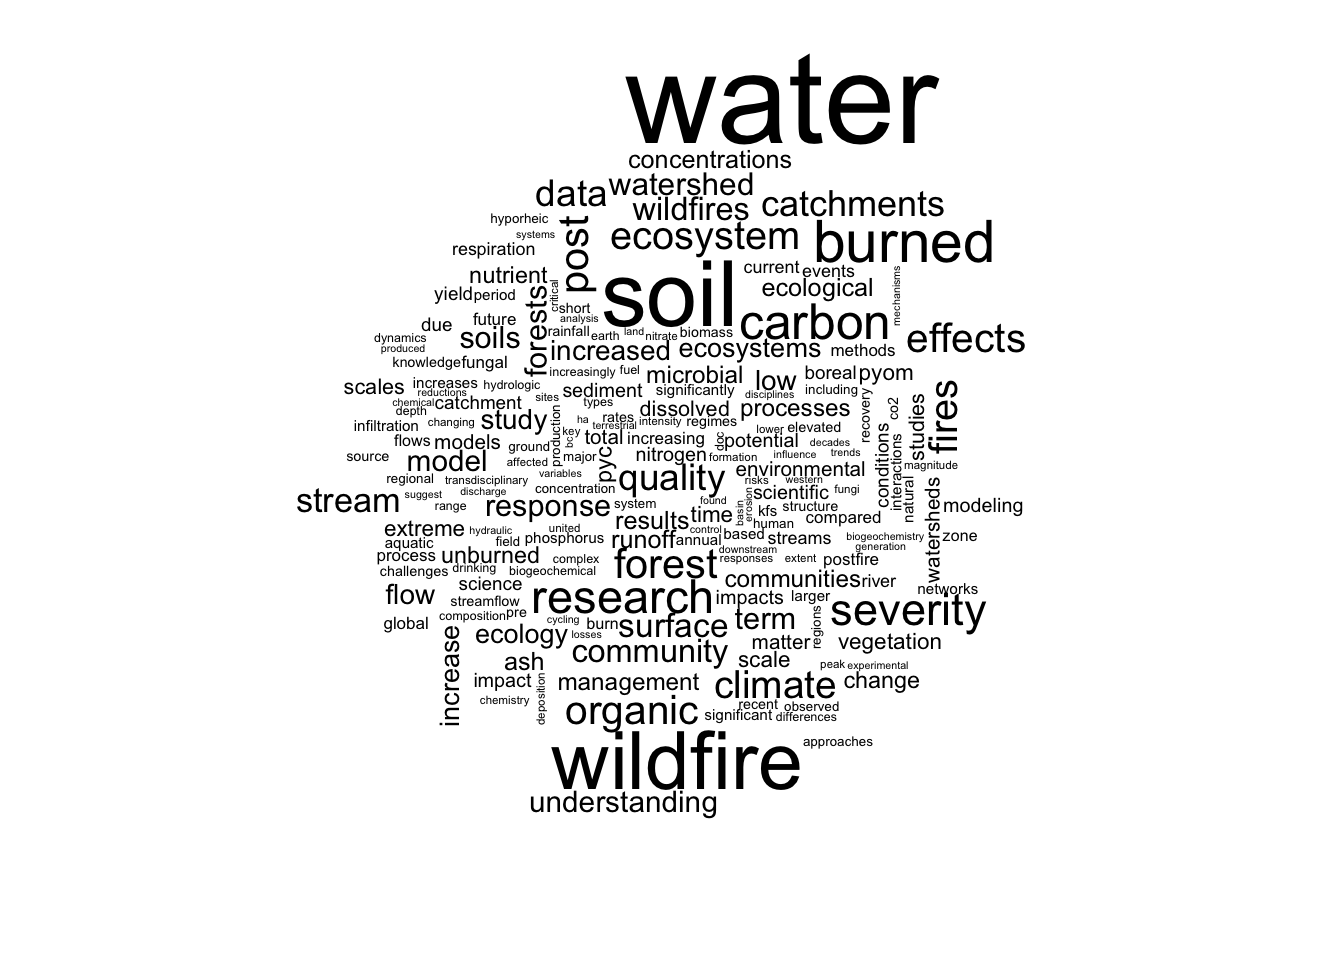 water
concentrations
data
watershed
wildfires
catchments
hyporheic
systems
post
ecosystem
burned
respiration
nutrient
critical
soil
current
events
mechanisms
yield
period
forests
short
ecological
analysis
carbon
due
future
effects
dynamics
produced
soils
rainfall
earth
land
nitrate
biomass
increased
ecosystems
methods
knowledge
fungal
increasingly
fuel
microbial
low
boreal
pyom
scales
increases
reductions
hydrologic
sites
sediment
significantly
disciplines
including
recovery
co2
studies
fires
chemical
depth
catchment
types
dissolved
processes
infiltration
changing
study
production
ha
rates
terrestrial
intensity
regimes
lower
elevated
flows
models
ground
key
bc
total
increasing
doc
potential
decades
trends
conditions
interactions
source
model
affected
major
pyc
nitrogen
formation
influence
magnitude
regional
transdisciplinary
variables
quality
environmental
risks
western
natural
watersheds
stream
suggest
discharge
concentration
scientific
fungi
range
response
system
found
basin
erosion
kfs
structure
modeling
extreme
hydraulic
united
results
time
control
human
compared
aquatic
field
phosphorus
runoff
annual
based
streams
biogeochemistry
generation
zone
process
unburned
complex
forest
downstream
responses
extent
postfire
challenges
drinking
biogeochemical
communities
river
science
networks
flow
streamflow
research
impacts
larger
regions
severity
global
composition
pre
cycling
burn
surface
term
increase
ecology
losses
community
matter
vegetation
ash
scale
peak
experimental
impact
deposition
management
climate
change
chemistry
organic
recent
observed
significant
differences
wildfire
approaches
understanding